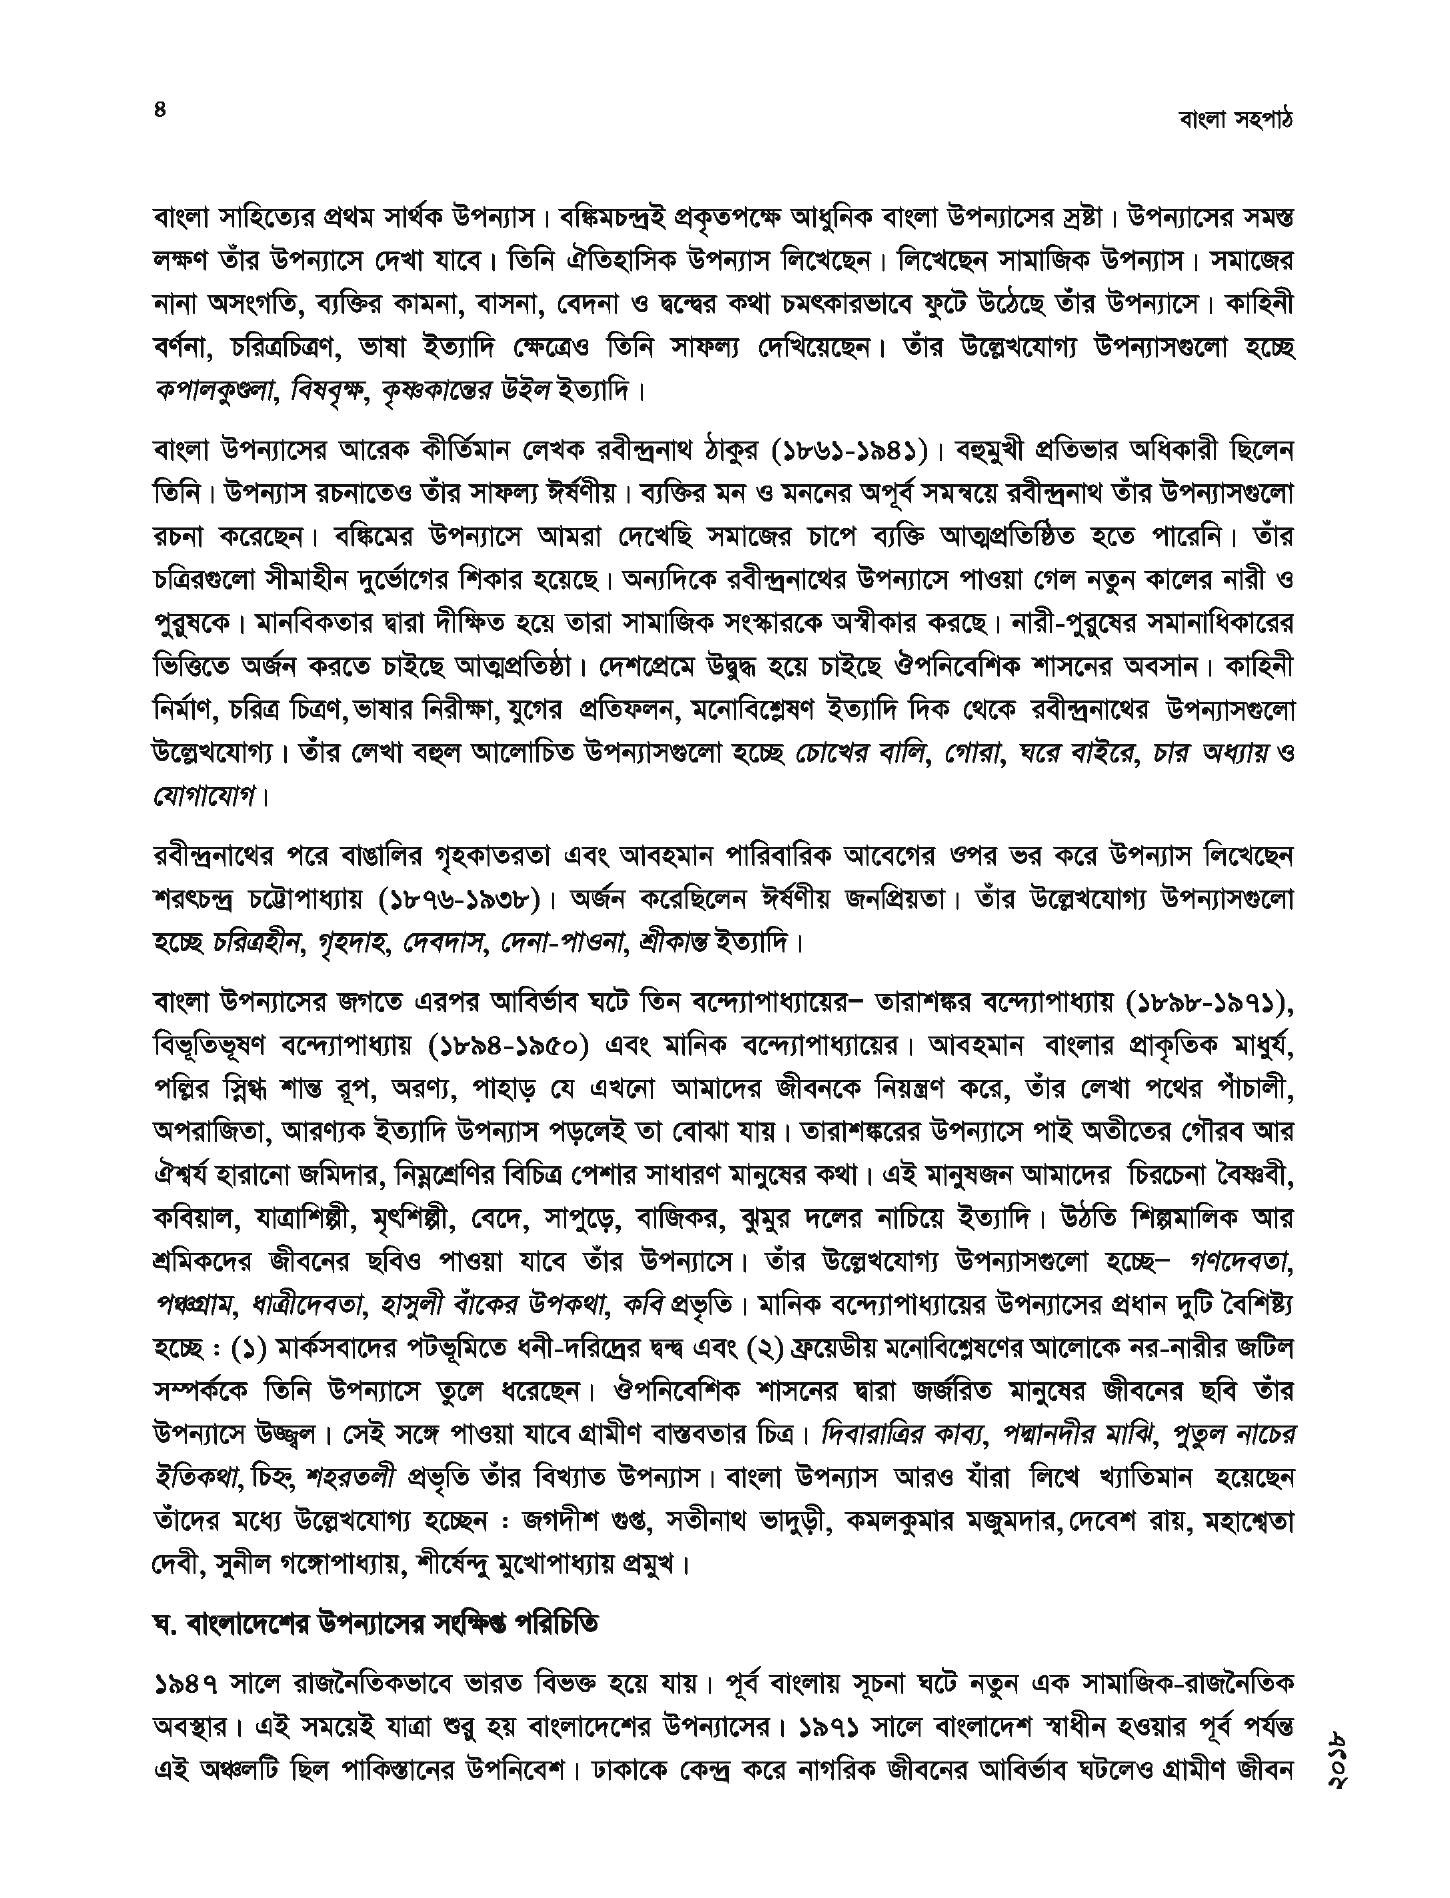 ৪
বাংলা সহপাঠ
বাংলা সাহিত্যের প্রথম সার্থক উপন্যাস। বঙ্কিমচন্দ্রই প্রকৃতপক্ষে আধুনিক বাংলা উপন্যাসের স্রষ্টা। উপন্যাসের সমস্ত
লক্ষণ তাঁর উপন্যাসে দেখা যাবে। তিনি ঐতিহাসিক উপন্যাস লিখেছেন। লিখেছেন সামাজিক উপন্যাস। সমাজের
নানা অসংগতি, ব্যক্তির কামনা, বাসনা, বেদনা ও দ্বন্দ্বের কথা চমৎকারভাবে ফুটে উঠেছে তাঁর উপন্যাসে। কাহিনী
বর্ণনা, চরিত্রচিত্রণ, ভাষা ইত্যাদি ক্ষেত্রেও তিনি সাফল্য দেখিয়েছেন। তাঁর উল্লেখযোগ্য উপন্যাসগুলো হচ্ছে
কপালকুণ্ডলা, বিষবৃক্ষ, কৃষ্ণকান্তের উইল ইত্যাদি।
বাংলা উপন্যাসের আরেক কীর্তিমান লেখক রবীন্দ্রনাথ ঠাকুর (১৮৬১-১৯৪১)। বহুমুখী প্রতিভার অধিকারী ছিলেন
তিনি। উপন্যাস রচনাতেও তাঁর সাফল্য ঈর্ষণীয়। ব্যক্তির মন ও মননের অপূর্ব সমন্বয়ে রবীন্দ্রনাথ তাঁর উপন্যাসগুলো
রচনা করেছেন। বঙ্কিমের উপন্যাসে আমরা দেখেছি সমাজের চাপে ব্যক্তি আত্মপ্রতিষ্ঠিত হতে পারেনি। তাঁর
চত্রিরগুলো সীমাহীন দুর্ভোগের শিকার হয়েছে। অন্যদিকে রবীন্দ্রনাথের উপন্যাসে পাওয়া গেল নতুন কালের নারী ও
পুরুষকে। মানবিকতার দ্বারা দীক্ষিত হয়ে তারা সামাজিক সংস্কারকে অস্বীকার করছে। নারী-পুরুষের সমানাধিকারের
ভিত্তিতে অর্জন করতে চাইছে আত্মপ্রতিষ্ঠা। দেশপ্রেমে উদ্বুদ্ধ হয়ে চাইছে ঔপনিবেশিক শাসনের অবসান। কাহিনী
নির্মাণ, চরিত্র চিত্রণ, ভাষার নিরীক্ষা, যুগের প্রতিফলন, মনোবিশ্লেষণ ইত্যাদি দিক থেকে রবীন্দ্রনাথের উপন্যাসগুলো
উল্লেখযোগ্য। তাঁর লেখা বহুল আলোচিত উপন্যাসগুলো হচ্ছে চোখের বালি, গোরা, ঘরে বাইরে, চার অধ্যায় ও
যোগাযোগ।
রবীন্দ্রনাথের পরে বাঙালির গৃহকাতরতা এবং আবহমান পারিবারিক আবেগের ওপর ভর করে উপন্যাস লিখেছেন
শরৎচন্দ্র চট্টোপাধ্যায় (১৮৭৬-১৯৩৮)। অর্জন করেছিলেন ঈর্ষণীয় জনপ্রিয়তা। তাঁর উল্লেখযোগ্য উপন্যাসগুলো
হচ্ছে চরিত্রহীন, গৃহদাহ, দেবদাস, দেনা-পাওনা, শ্রীকান্ত ইত্যাদি।
বাংলা উপন্যাসের জগতে এরপর আবির্ভাব ঘটে তিন বন্দ্যোপাধ্যায়ের– তারাশঙ্কর বন্দ্যোপাধ্যায় (১৮৯৮-১৯৭১),
বিভূতিভূষণ বন্দ্যোপাধ্যায় (১৮৯৪-১৯৫০) এবং মানিক বন্দ্যোপাধ্যায়ের। আবহমান বাংলার প্রাকৃতিক মাধুর্য,
পল্লির স্নিগ্ধ শান্ত রূপ, অরণ্য, পাহাড় যে এখনো আমাদের জীবনকে নিয়ন্ত্রণ করে, তাঁর লেখা পথের পাঁচালী,
অপরাজিতা, আরণ্যক ইত্যাদি উপন্যাস পড়লেই তা বোঝা যায়। তারাশঙ্করের উপন্যাসে পাই অতীতের গৌরব আর
ঐশ্বর্য হারানো জমিদার, নিম্নশ্রেণির বিচিত্র পেশার সাধারণ মানুষের কথা। এই মানুষজন আমাদের চিরচেনা বৈষ্ণবী,
কবিয়াল, যাত্রাশিল্পী, মৃৎশিল্পী, বেদে, সাপুড়ে, বাজিকর, ঝুমুর দলের নাচিয়ে ইত্যাদি। উঠতি শিল্পমালিক আর
শ্রমিকদের জীবনের ছবিও পাওয়া যাবে তাঁর উপন্যাসে। তাঁর উল্লেখযোগ্য উপন্যাসগুলো হচ্ছে– গণদেবতা,
পঞ্চগ্রাম, ধাত্রীদেবতা, হাসুলী বাঁকের উপকথা, কবি প্রভৃতি। মানিক বন্দ্যোপাধ্যায়ের উপন্যাসের প্রধান দুটি বৈশিষ্ট্য
হচ্ছে : (১) মার্কসবাদের পটভূমিতে ধনী-দরিদ্রের দ্বন্দ্ব এবং (২) ফ্রয়েডীয় মনোবিশ্লেষণের আলোকে নর-নারীর জটিল
সম্পর্ককে তিনি উপন্যাসে তুলে ধরেছেন। ঔপনিবেশিক শাসনের দ্বারা জর্জরিত মানুষের জীবনের ছবি তাঁর
উপন্যাসে উজ্জ্বল। সেই সঙ্গে পাওয়া যাবে গ্রামীণ বাস্তবতার চিত্র। দিবারাত্রির কাব্য, পদ্মানদীর মাঝি, পুতুল নাচের
ইতিকথা, চিহ্ন, শহরতলী প্রভৃতি তাঁর বিখ্যাত উপন্যাস। বাংলা উপন্যাস আরও যাঁরা লিখে খ্যাতিমান হয়েছেন
তাঁদের মধ্যে উল্লেখযোগ্য হচ্ছেন : জগদীশ গুপ্ত, সতীনাথ ভাদুড়ী, কমলকুমার মজুমদার, দেবেশ রায়, মহাশ্বেতা
দেবী, সুনীল গঙ্গোপাধ্যায়, শীর্ষেন্দু মুখোপাধ্যায় প্রমুখ।
ঘ. বাংলাদেশের উপন্যাসের সংক্ষিপ্ত পরিচিতি
১৯৪৭ সালে রাজনৈতিকভাবে ভারত বিভক্ত হয়ে যায়। পূর্ব বাংলায় সূচনা ঘটে নতুন এক সামাজিক-রাজনৈতিক
অবস্থার। এই সময়েই যাত্রা শুরু হয় বাংলাদেশের উপন্যাসের। ১৯৭১ সালে বাংলাদেশ স্বাধীন হওয়ার পূর্ব পর্যন্ত
এই অঞ্চলটি ছিল পাকিস্তানের উপনিবেশ। ঢাকাকে কেন্দ্র করে নাগরিক জীবনের আবির্ভাব ঘটলেও গ্রামীণ জীবন
২০১৮